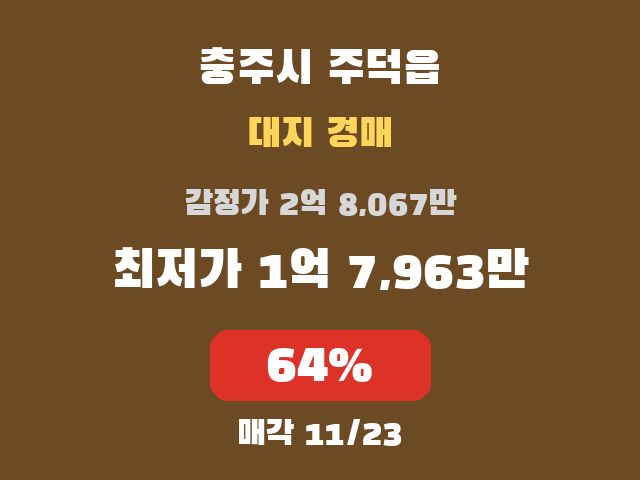 충주시 주덕읍
대지 경매
감정가 2억 8,067만
최저가 1억 7,963만
64%
매각 11/23